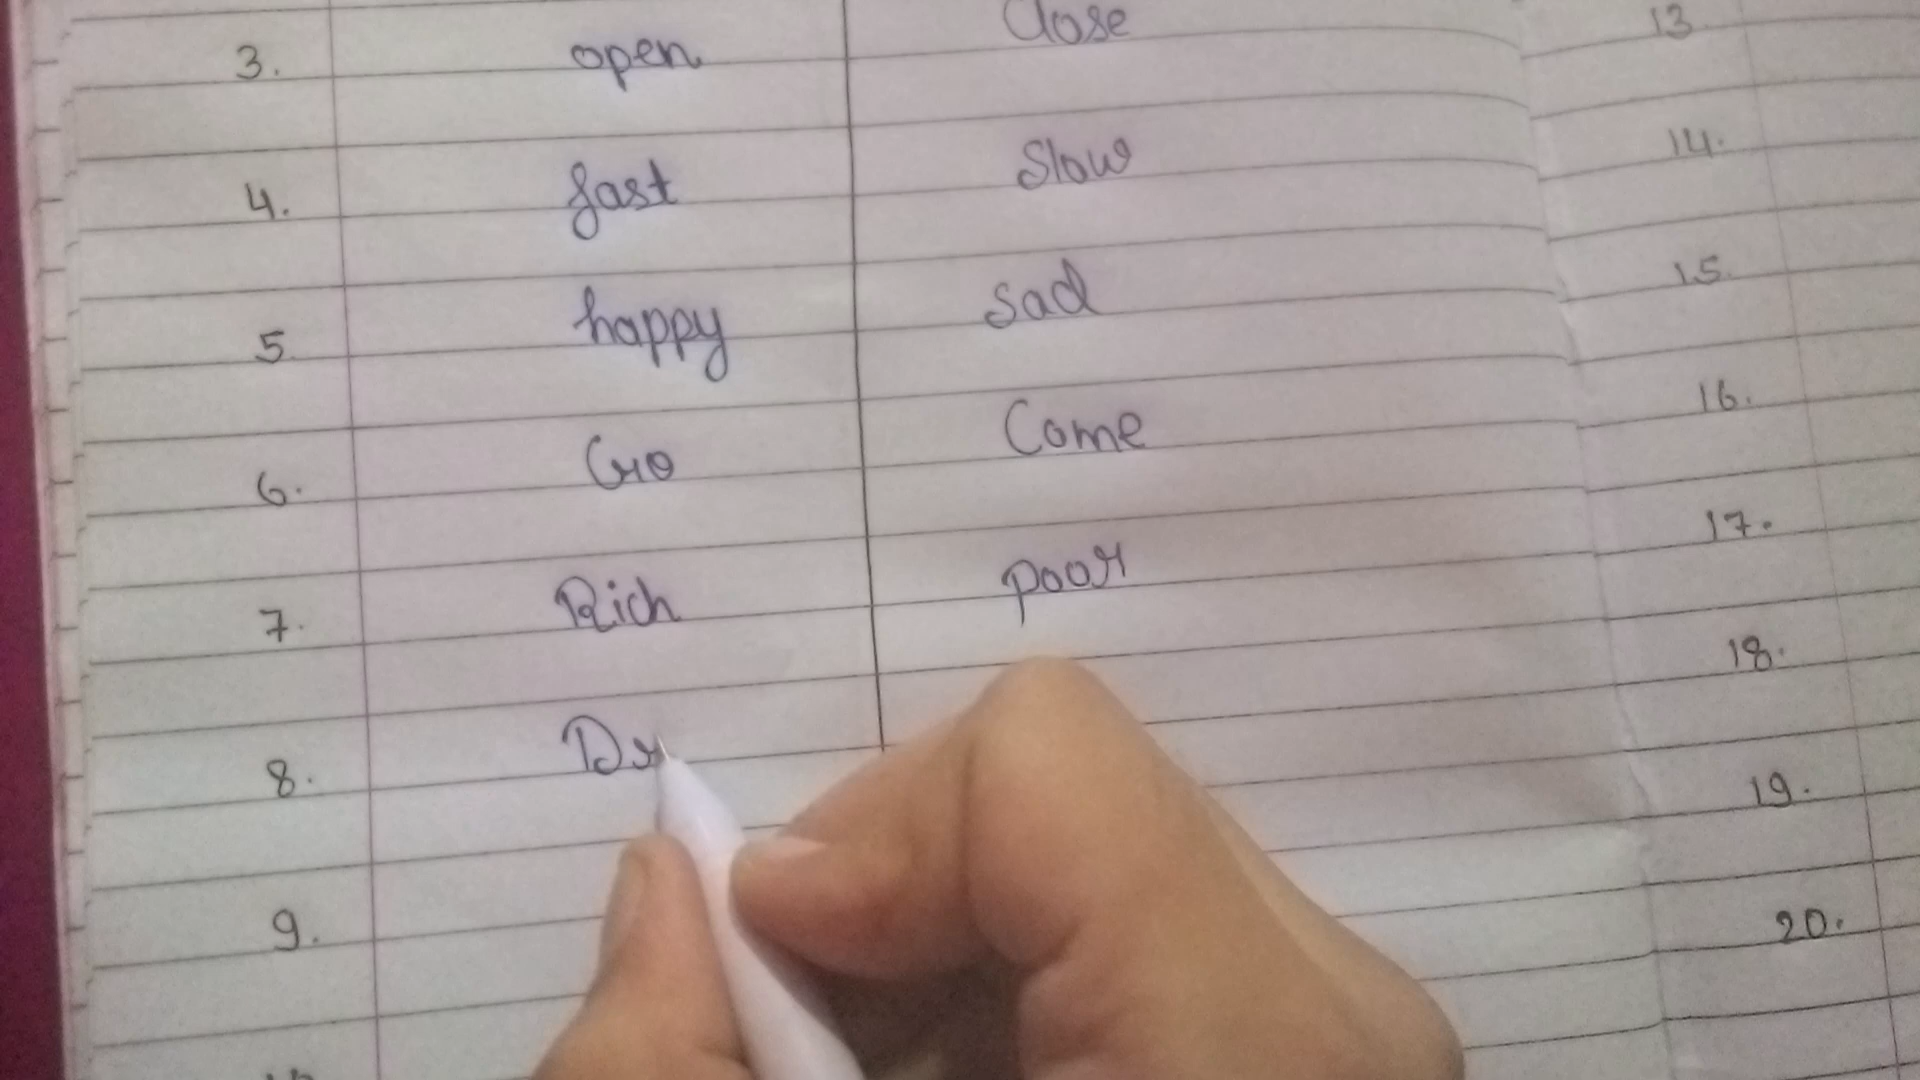 3. open Close 13
4. fast Slow 14.
5 happy sad 15.
6. Go Come 16.
7. Rich poor 17.
8. Dr 18.
9. 19.
20.